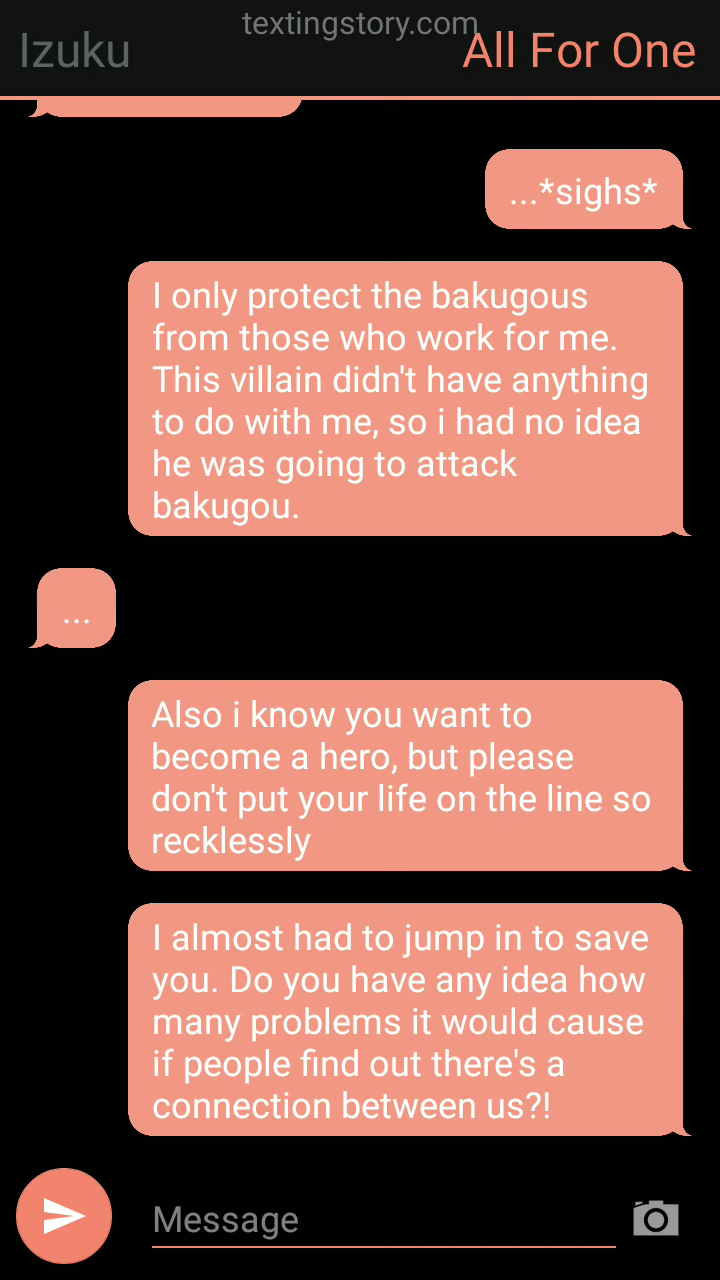 textingstory.com
Izuku
All For One
...*sighs*
I only protect the bakugous
from those who work for me.
This villain didn't have anything
to do with me, so i had no idea
he was going to attack
bakugou.
...
Also i know you want to
become a hero, but please
don't put your life on the line so
recklessly
I almost had to jump in to save
you. Do you have any idea how
many problems it would cause
if people find out there's a
connection between us?!
Message